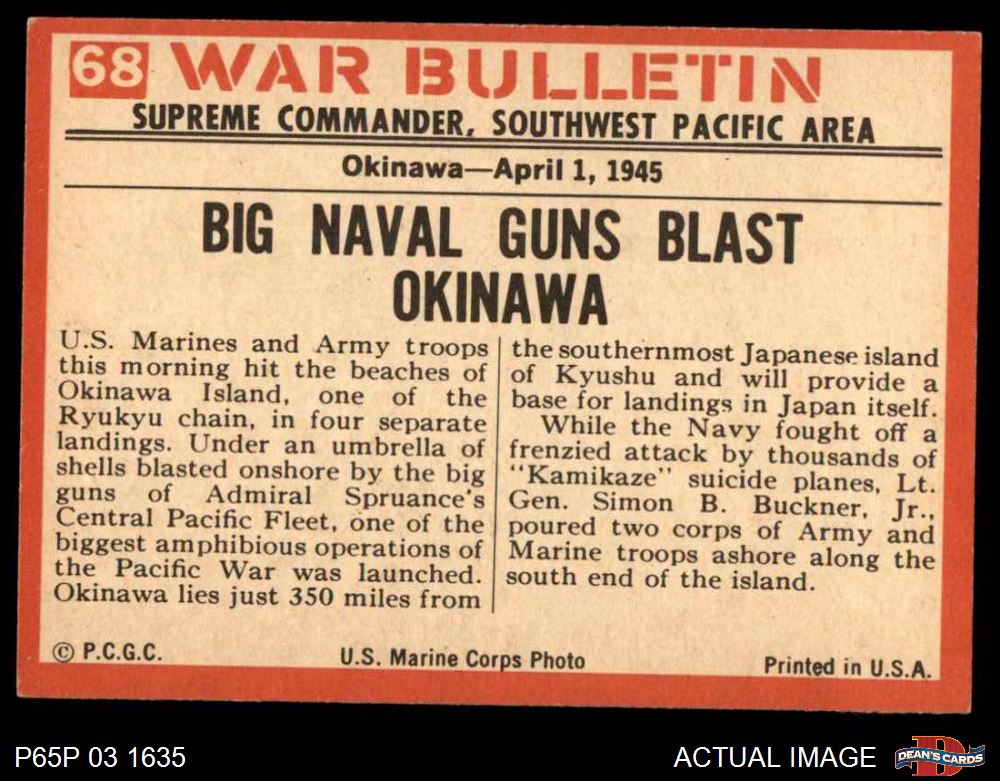 68 WAR BULLETIN
SUPREME COMMANDER, SOUTHWEST PACIFIC AREA
Okinawa—April 1, 1945
BIG NAVAL GUNS BLAST
OKINAWA
U.S. Marines and Army troops
this morning hit the beaches of
Okinawa Island, one of the
Ryukyu chain, in four separate
landings. Under an umbrella of
shells blasted onshore by the big
guns of Admiral Spruance's
Central Pacific Fleet, one of the
biggest amphibious operations of
the Pacific War was launched.
Okinawa lies just 350 miles from
the southernmost Japanese island
of Kyushu and will provide a
base for landings in Japan itself.
While the Navy fought off a
frenzied attack by thousands of
"Kamikaze" suicide planes, Lt.
Gen. Simon B. Buckner, Jr.,
poured two corps of Army and
Marine troops ashore along the
south end of the island.
© P.C.G.C.
U.S. Marine Corps Photo
Printed in U.S.A.
P65P 03 1635
ACTUAL IMAGE
D
DEAN'S CARDS